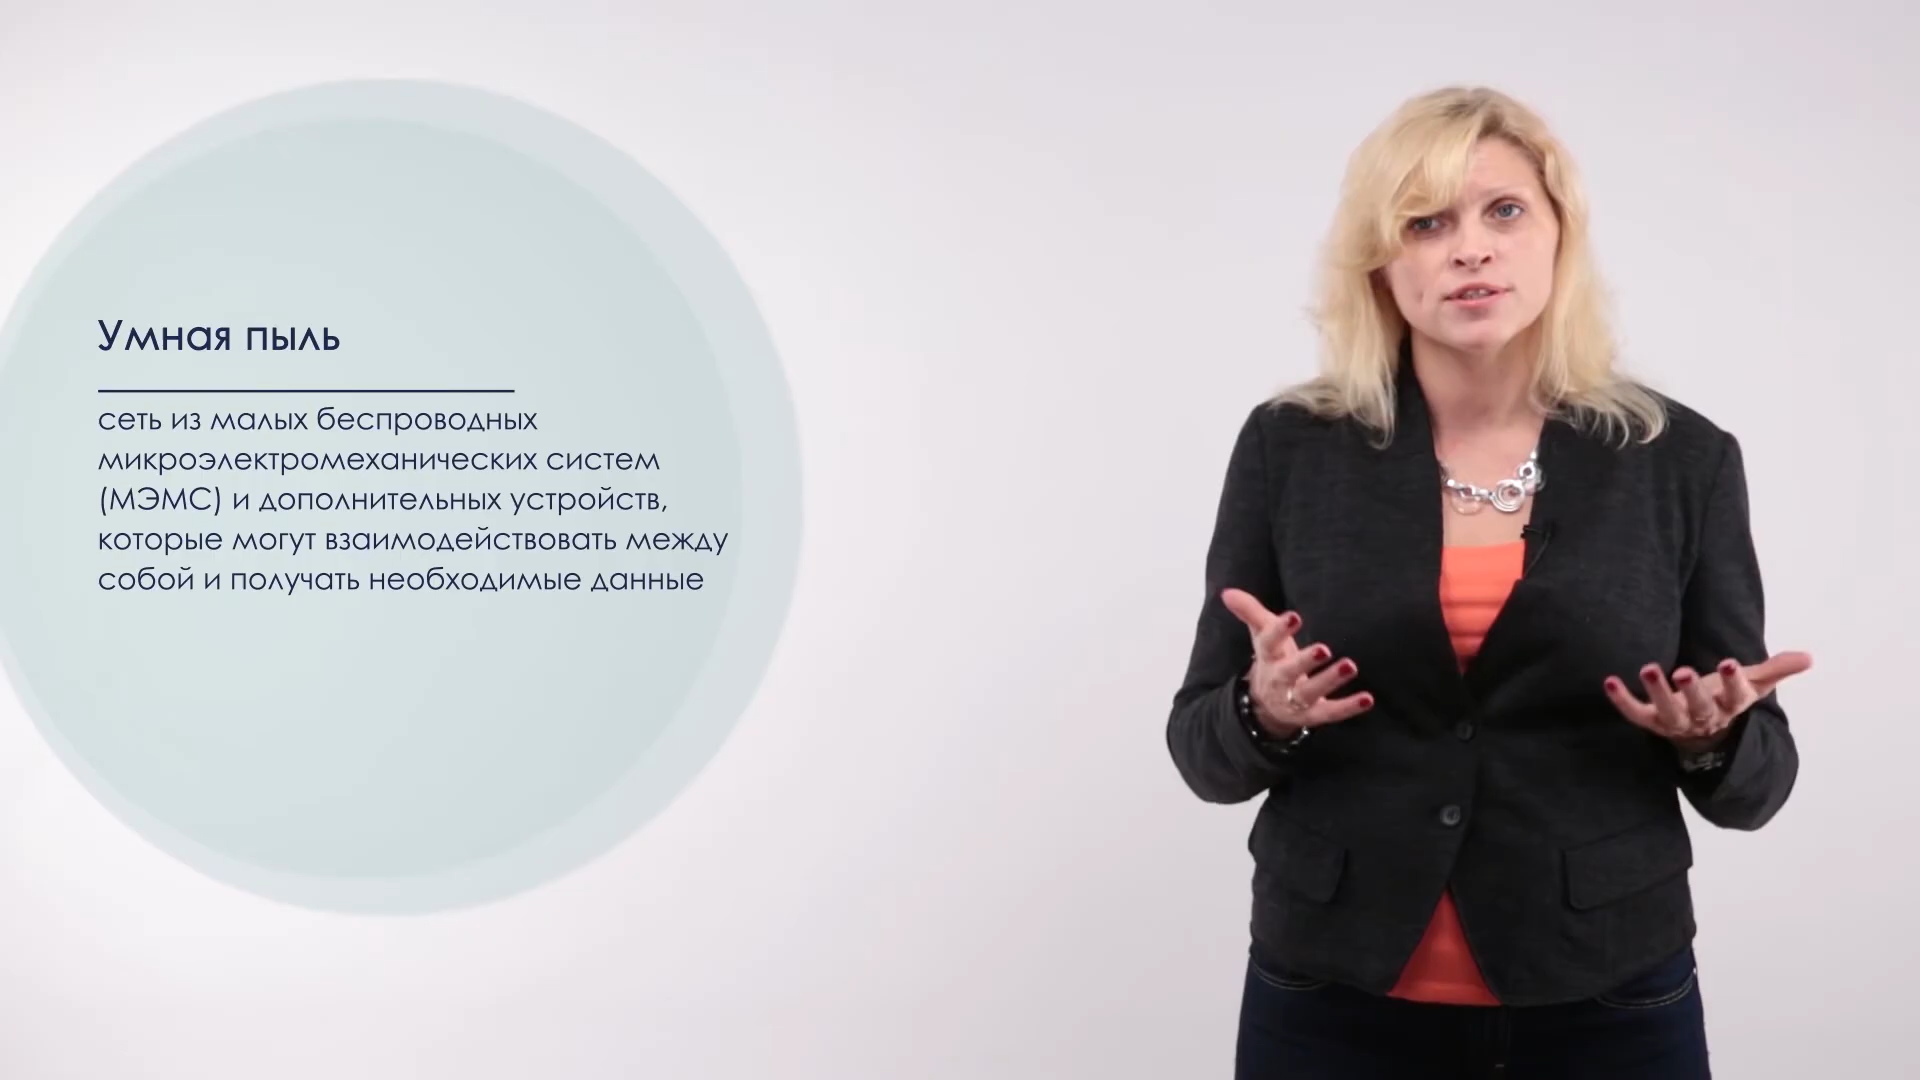 Умная пыль
сеть из малых беспроводных
микроэлектромеханических систем
(МЭМС) и дополнительных устройств,
которые могут взаимодействовать между
собой и получать необходимые данные